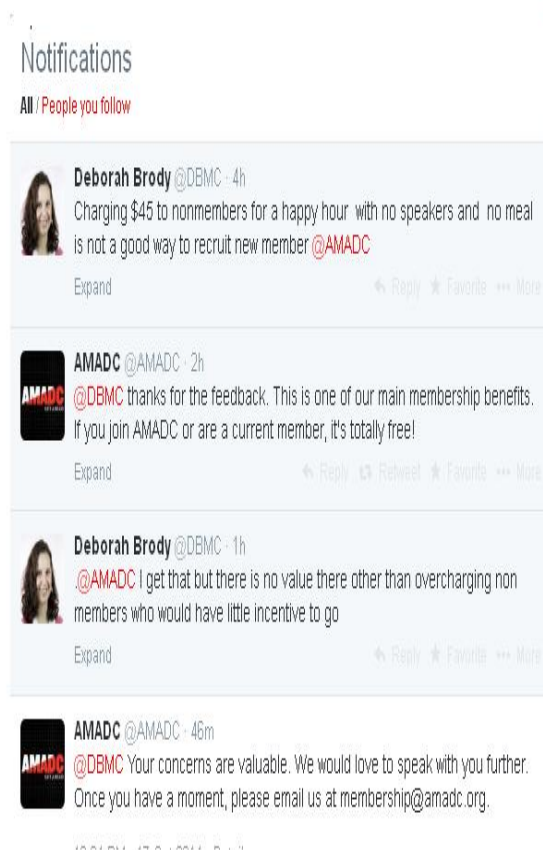 Notifications
All / People you follow
Deborah Brody @DBMC · 4h
Charging $45 to nonmembers for a happy hour with no speakers and no meal
is not a good way to recruit new member @AMADC
Expand
Reply Favorite More
AMADC
AMADC @AMADC · 2h
@DBMC thanks for the feedback. This is one of our main membership benefits.
If you join AMADC or are a current member, it's totally free!
Expand
Reply Retweet Favorite More
Deborah Brody @DBMC · 1h
.@AMADC I get that but there is no value there other than overcharging non
members who would have little incentive to go
Expand
Reply Favorite More
AMADC
AMADC @AMADC · 46m
@DBMC Your concerns are valuable. We would love to speak with you further.
Once you have a moment, please email us at membership@amadc.org.